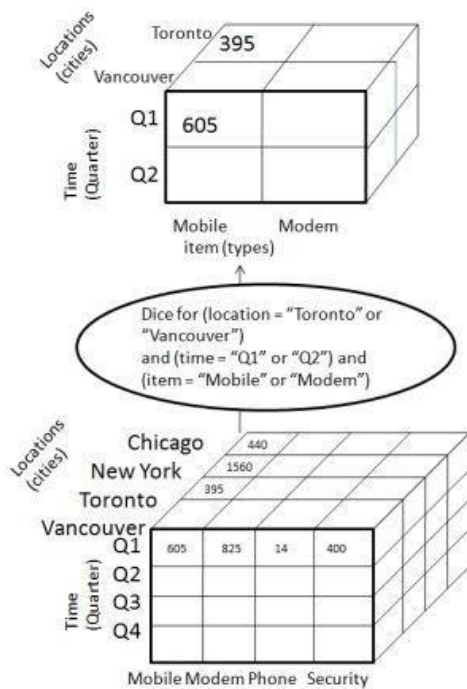 Locations
(cities)
Toronto
395
Vancouver
Q1
605
Q2
Time
(Quarter)
Mobile Modem
item (types)
Dice for (location = “Toronto” or
“Vancouver”)
and (time = “Q1” or “Q2”) and
(item = “Mobile” or “Modem”)
Locations
(cities)
Chicago 440
New York 1560
Toronto 395
Vancouver
Q1 605 825 14 400
Q2
Q3
Q4
Time
(Quarter)
Mobile Modem Phone Security